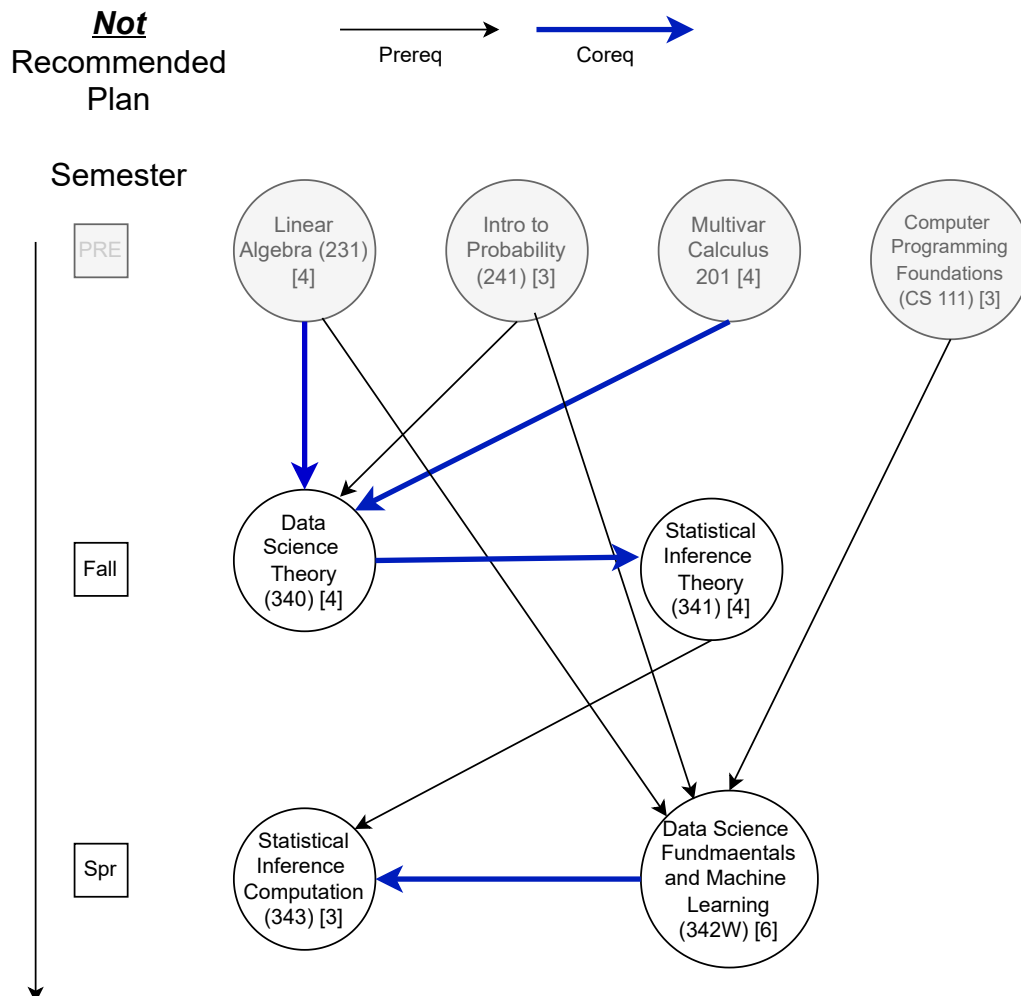 Not
Recommended
Plan
Prereq
Coreq
Semester
PRE
Linear
Algebra (231)
[4]
Intro to
Probability
(241) [3]
Multivar
Calculus
201 [4]
Computer
Programming
Foundations
(CS 111) [3]
Fall
Data
Science
Theory
(340) [4]
Statistical
Inference
Theory
(341) [4]
Spr
Statistical
Inference
Computation
(343) [3]
Data Science
Fundmaentals
and Machine
Learning
(342W) [6]